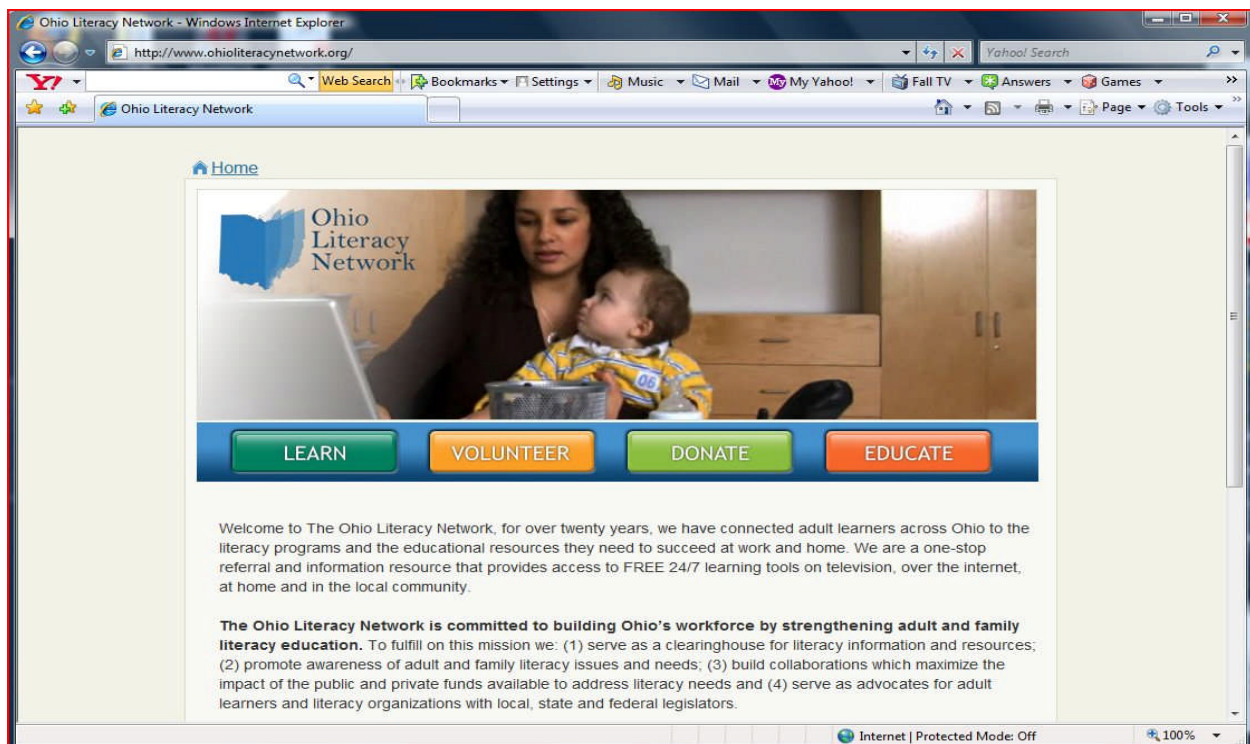 Ohio Literacy Network - Windows Internet Explorer
http://www.ohioliteracynetwork.org/
Yahoo! Search
Y! Web Search Bookmarks Settings Music Mail My Yahoo! Fall TV Answers Games >>
Ohio Literacy Network
Page Tools >>
Home
Ohio
Literacy
Network
06
LEARN VOLUNTEER DONATE EDUCATE
Welcome to The Ohio Literacy Network, for over twenty years, we have connected adult learners across Ohio to the
literacy programs and the educational resources they need to succeed at work and home. We are a one-stop
referral and information resource that provides access to FREE 24/7 learning tools on television, over the internet,
at home and in the local community.
The Ohio Literacy Network is committed to building Ohio's workforce by strengthening adult and family
literacy education. To fulfill on this mission we: (1) serve as a clearinghouse for literacy information and resources;
(2) promote awareness of adult and family literacy issues and needs; (3) build collaborations which maximize the
impact of the public and private funds available to address literacy needs and (4) serve as advocates for adult
learners and literacy organizations with local, state and federal legislators.
Internet | Protected Mode: Off 100%